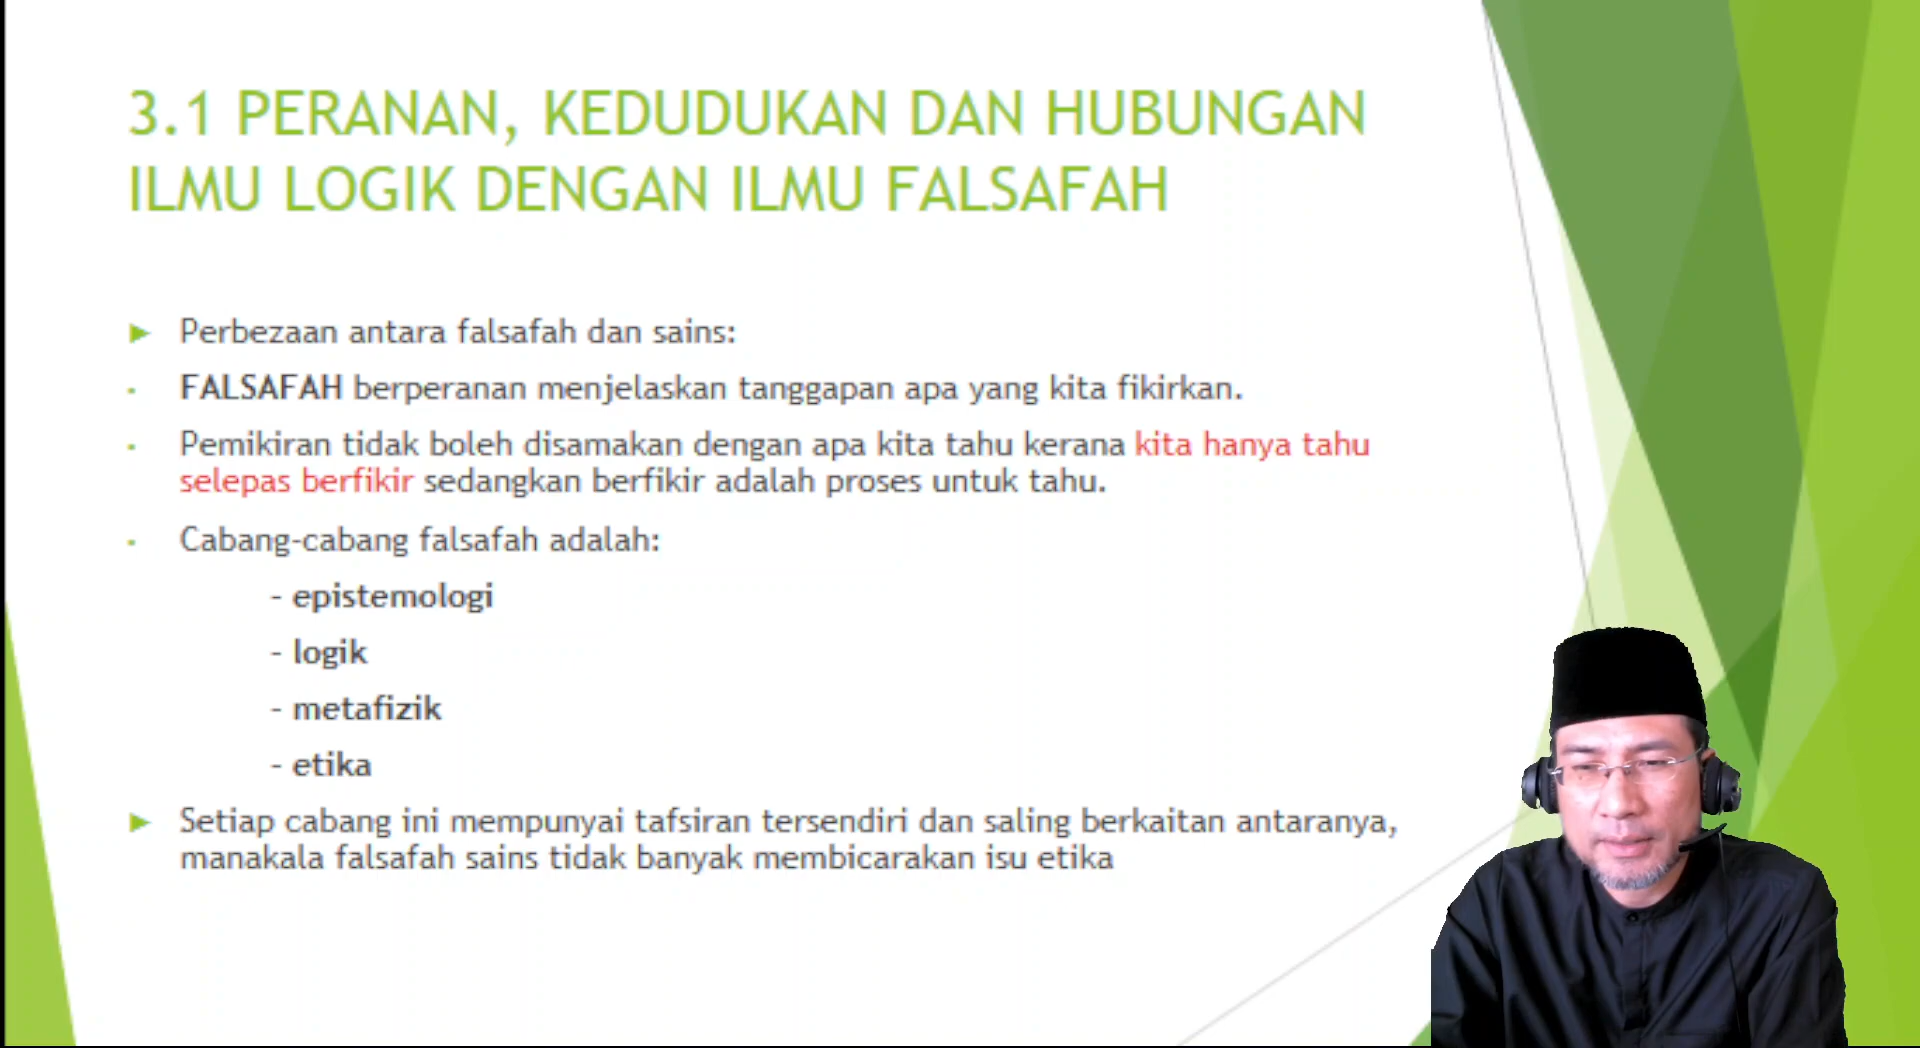 3.1 PERANAN, KEDUDUKAN DAN HUBUNGAN
ILMU LOGIK DENGAN ILMU FALSAFAH
► Perbezaan antara falsafah dan sains:
- FALSAFAH berperanan menjelaskan tanggapan apa yang kita fikirkan.
- Pemikiran tidak boleh disamakan dengan apa kita tahu kerana kita hanya tahu
selepas berfikir sedangkan berfikir adalah proses untuk tahu.
- Cabang-cabang falsafah adalah:
- epistemologi
- logik
- metafizik
- etika
► Setiap cabang ini mempunyai tafsiran tersendiri dan saling berkaitan antaranya,
manakala falsafah sains tidak banyak membicarakan isu etika